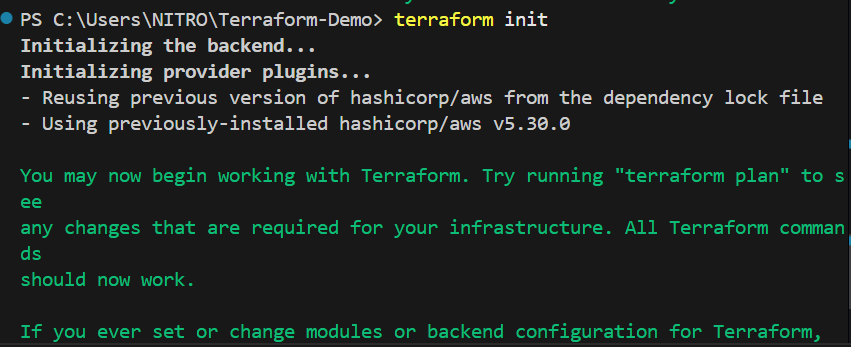 PS C:\Users\NITRO\Terraform-Demo> terraform init
Initializing the backend...
Initializing provider plugins...
- Reusing previous version of hashicorp/aws from the dependency lock file
- Using previously-installed hashicorp/aws v5.30.0
You may now begin working with Terraform. Try running "terraform plan" to s
ee
any changes that are required for your infrastructure. All Terraform comman
ds
should now work.
If you ever set or change modules or backend configuration for Terraform,